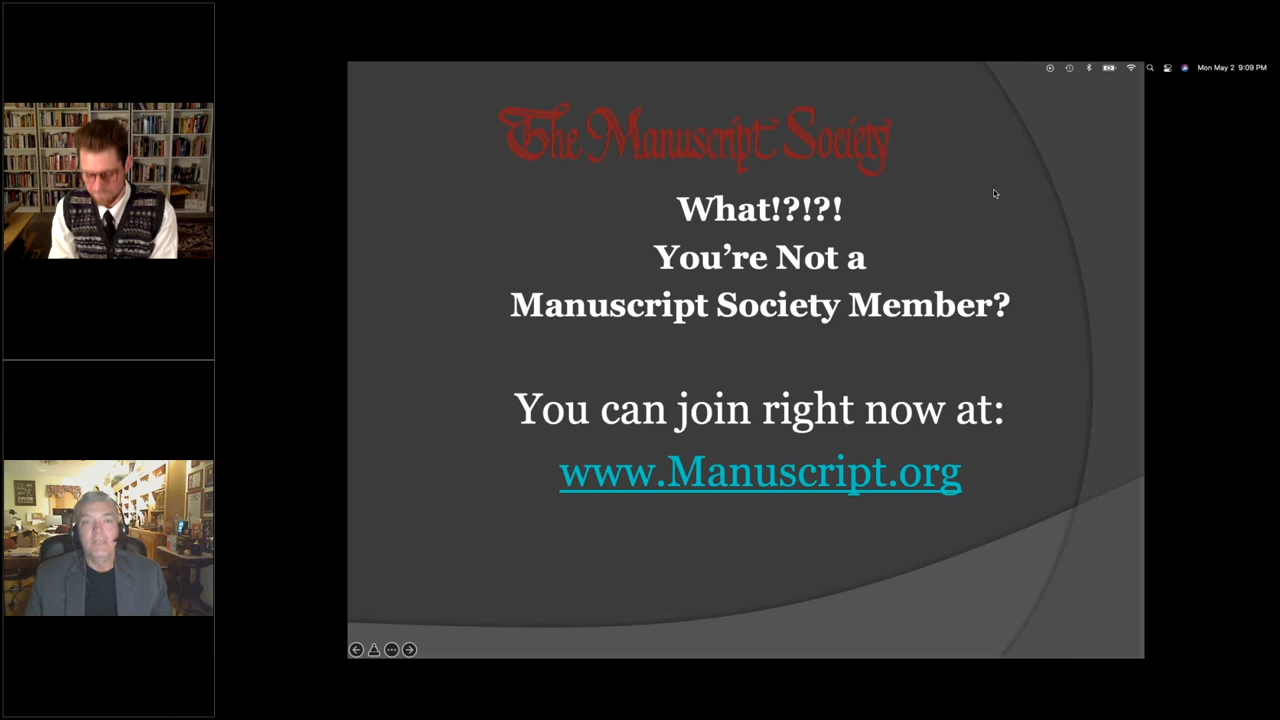 Mon May 2 9:09 PM
The Manuscript Society
What!?!?!
You’re Not a
Manuscript Society Member?
You can join right now at:
www.Manuscript.org